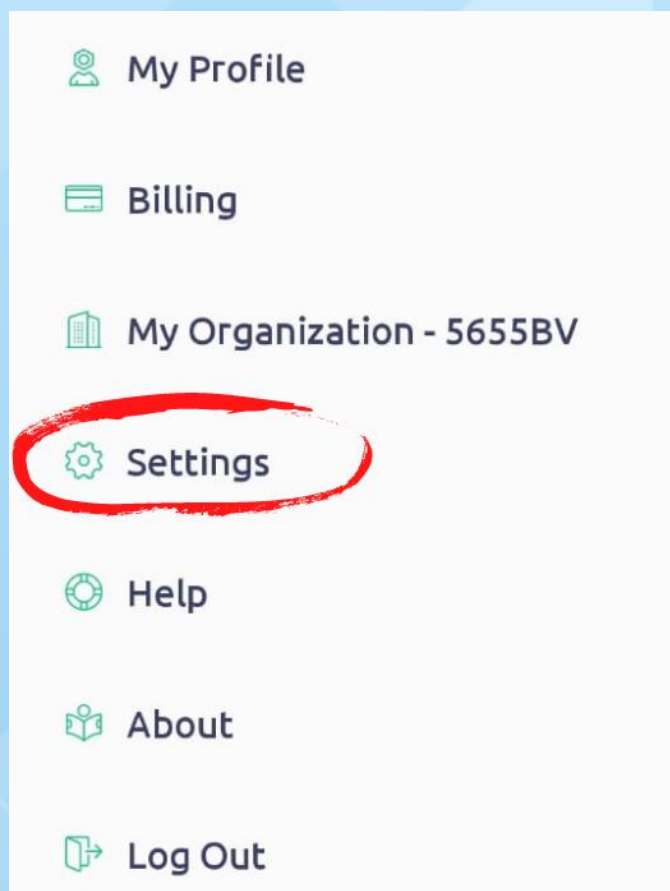 My Profile
Billing
My Organization - 5655BV
Settings
Help
About
Log Out